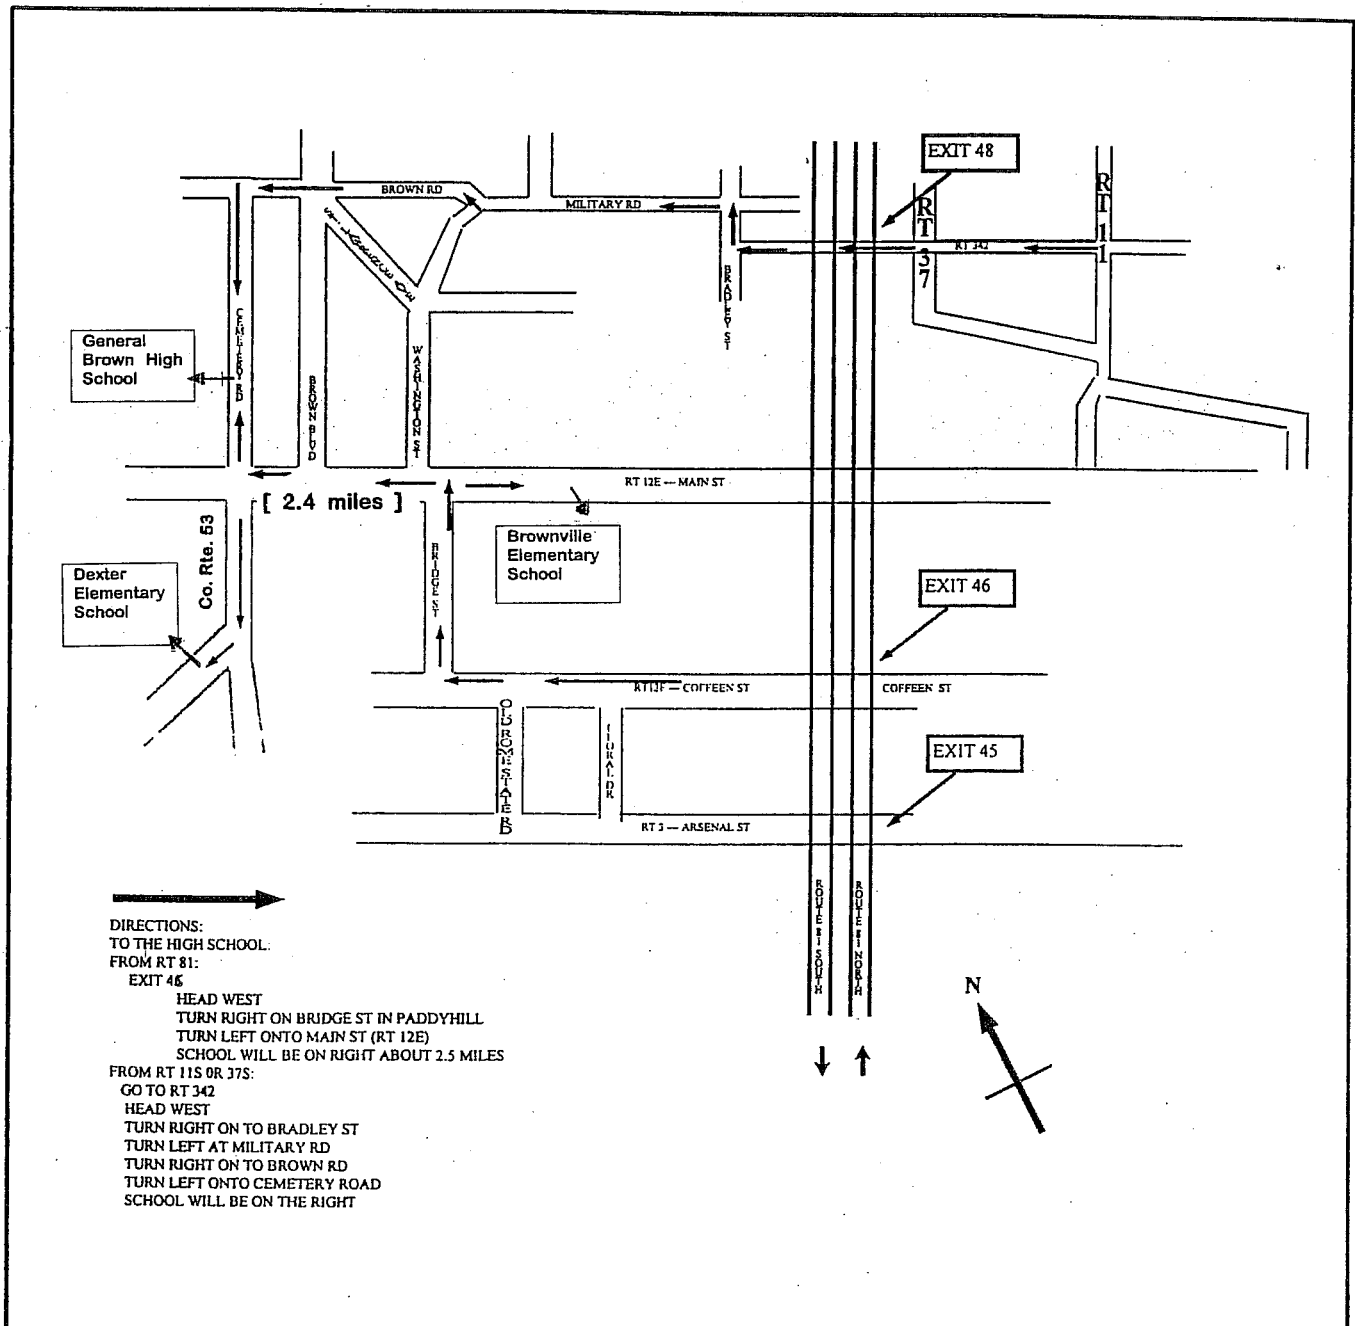 EXIT 48
RT 11
RT 37
BROWN RD
MILITARY RD
RT 342
BRADLEY ST
General
Brown High
School
CEMETERY RD
BROWN BLVD
WASHINGTON ST
RT 12E — MAIN ST
[ 2.4 miles ]
Co. Rte. 53
BRIDGE ST
Brownville
Elementary
School
Dexter
Elementary
School
EXIT 46
RT12F — COFFEEN ST
COFFEEN ST
OLD ROME STATE RD
FLORAL DR
EXIT 45
RT 3 — ARSENAL ST
ROUTE 81 SOUTH
ROUTE 81 NORTH
N
DIRECTIONS:
TO THE HIGH SCHOOL:
FROM RT 81:
EXIT 46
HEAD WEST
TURN RIGHT ON BRIDGE ST IN PADDYHILL
TURN LEFT ONTO MAIN ST (RT 12E)
SCHOOL WILL BE ON RIGHT ABOUT 2.5 MILES
FROM RT 11S OR 37S:
GO TO RT 342
HEAD WEST
TURN RIGHT ON TO BRADLEY ST
TURN LEFT AT MILITARY RD
TURN RIGHT ON TO BROWN RD
TURN LEFT ONTO CEMETERY ROAD
SCHOOL WILL BE ON THE RIGHT